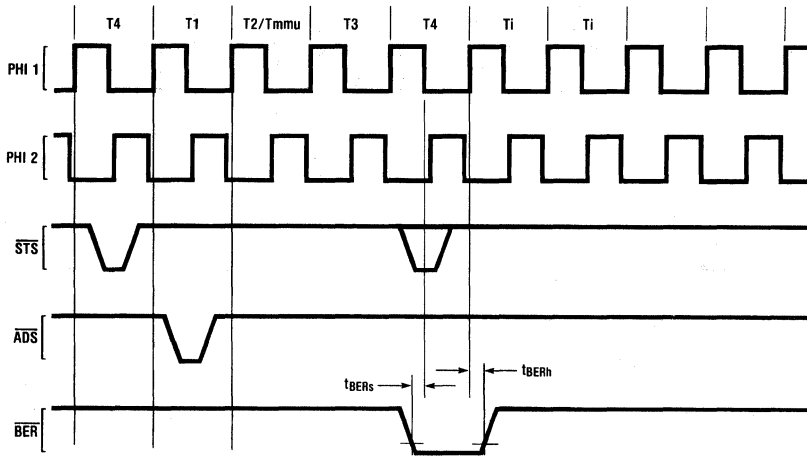 T4 T1 T2/Tmmu T3 T4 Ti Ti
PHI 1
PHI 2
STS
ADS
tBERs
tBERh
BER